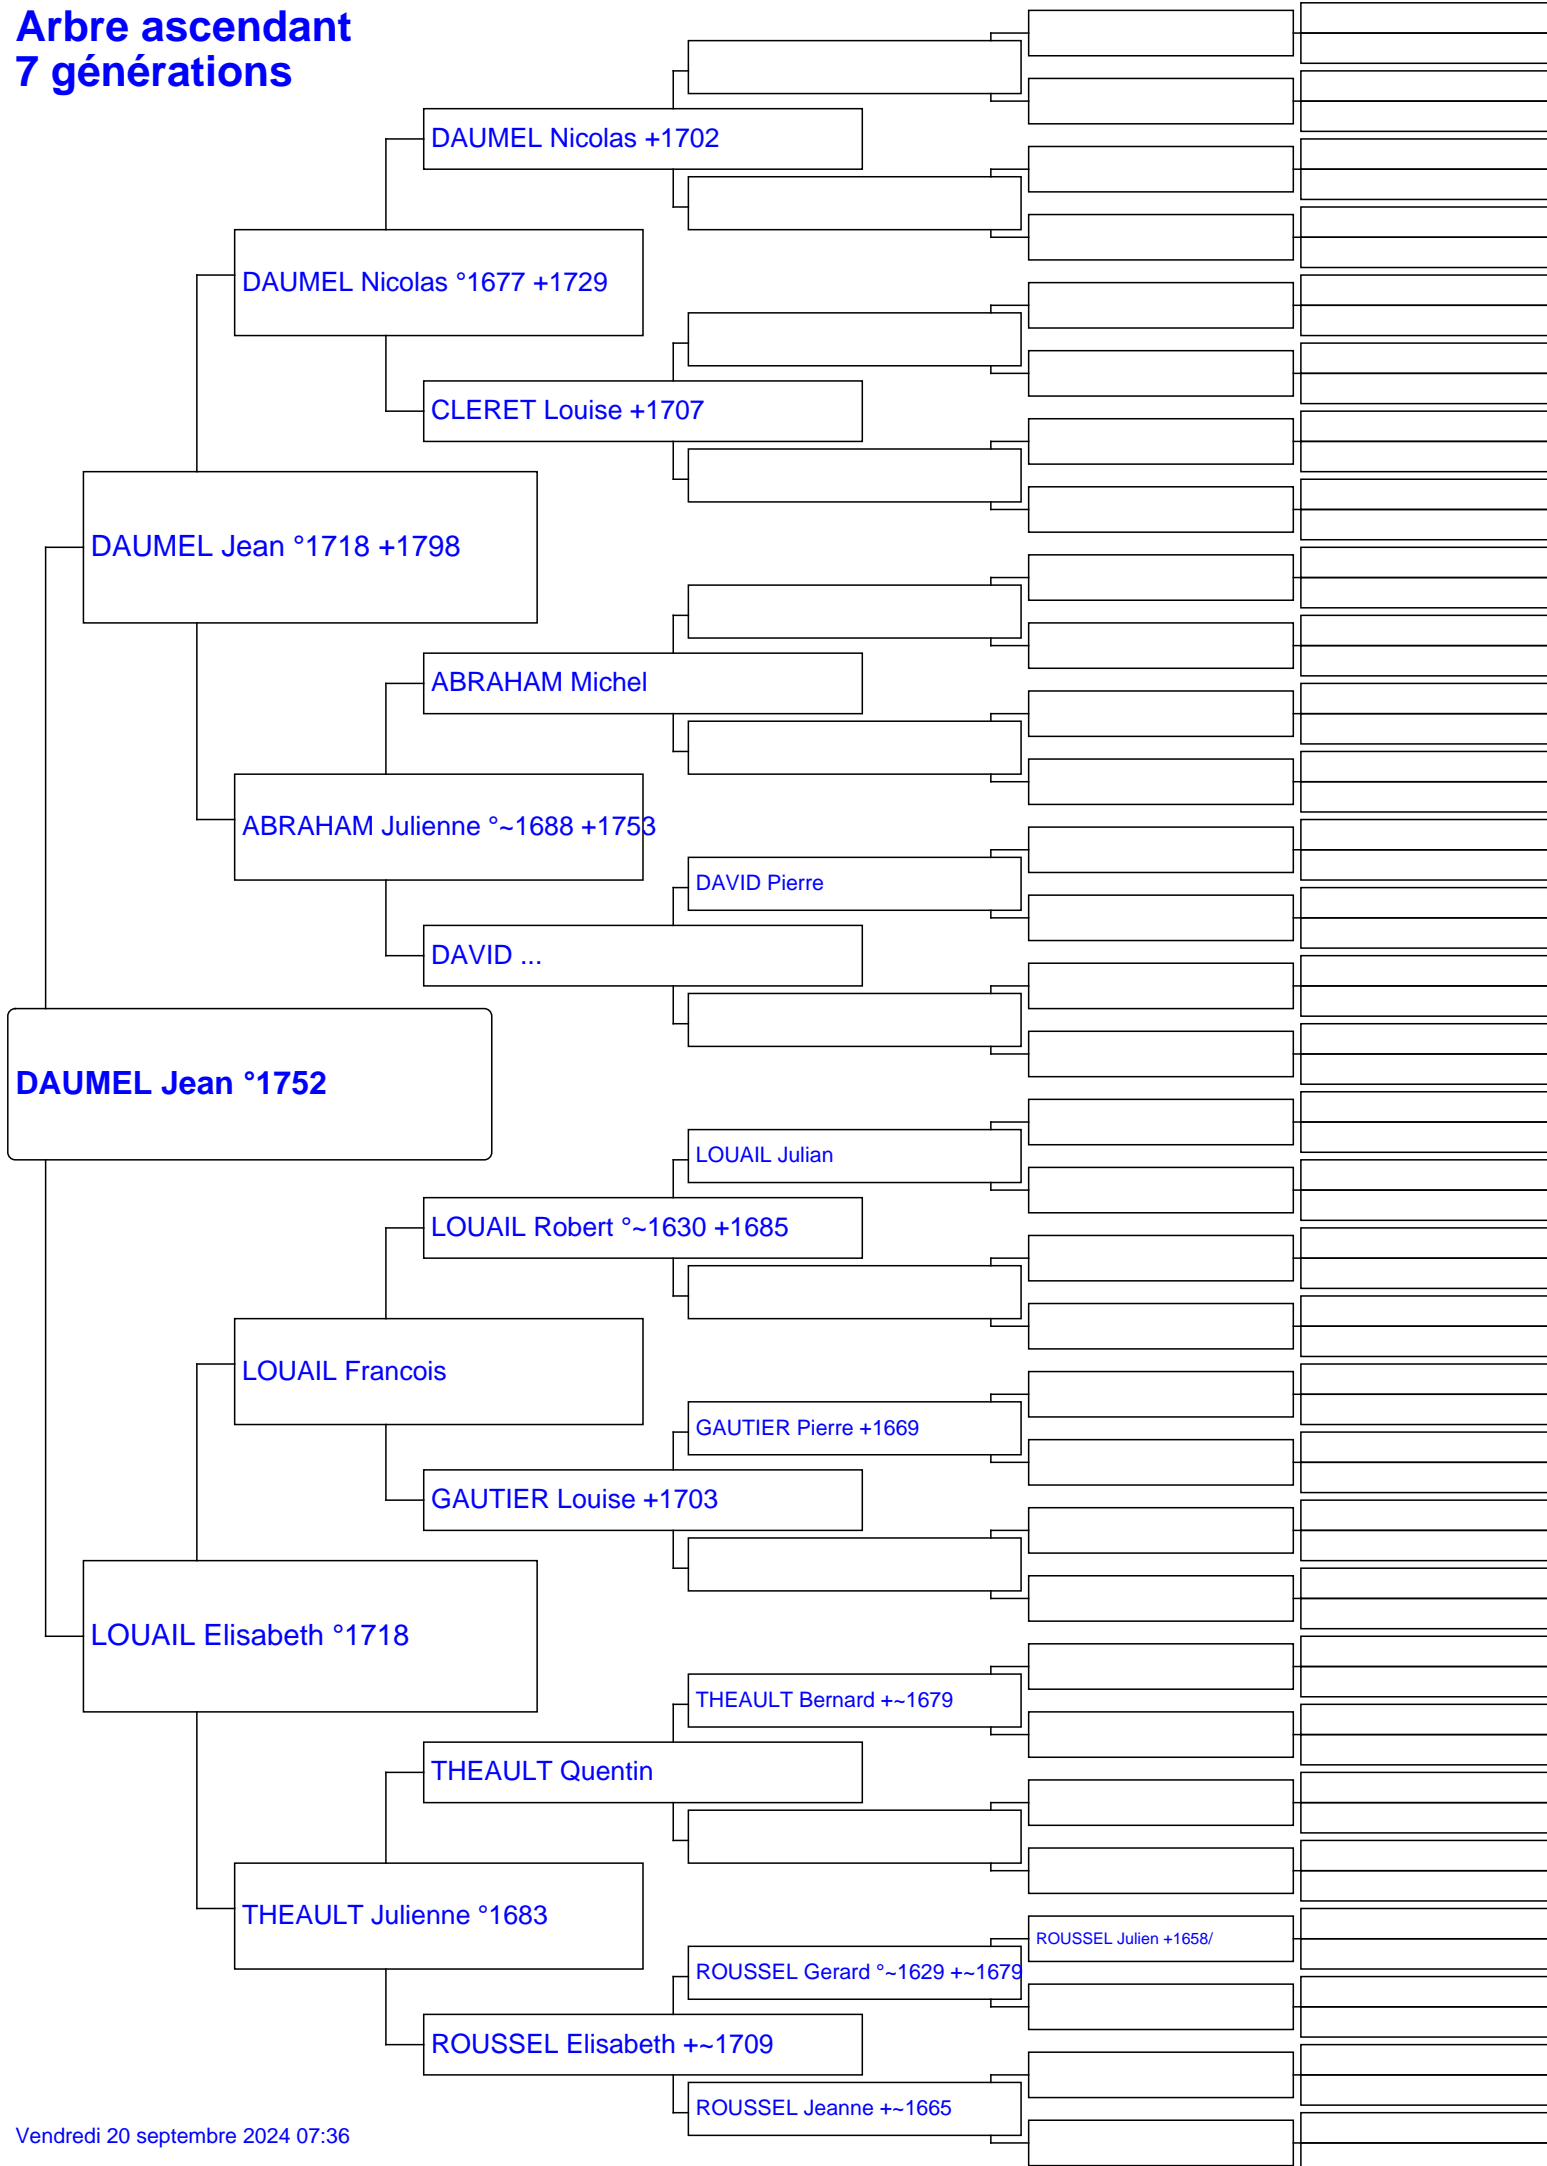 Arbre ascendant
7 générations
DAUMEL Nicolas +1702
DAUMEL Nicolas °1677 +1729
CLERET Louise +1707
DAUMEL Jean °1718 +1798
ABRAHAM Michel
ABRAHAM Julienne °~1688 +1753
DAVID Pierre
DAVID ...
DAUMEL Jean °1752
LOUAIL Julian
LOUAIL Robert °~1630 +1685
LOUAIL Francois
GAUTIER Pierre +1669
GAUTIER Louise +1703
LOUAIL Elisabeth °1718
THEAULT Bernard +~1679
THEAULT Quentin
THEAULT Julienne °1683
ROUSSEL Julien +1658/
ROUSSEL Gerard °~1629 +~1679
ROUSSEL Elisabeth +~1709
ROUSSEL Jeanne +~1665
Vendredi 20 septembre 2024 07:36